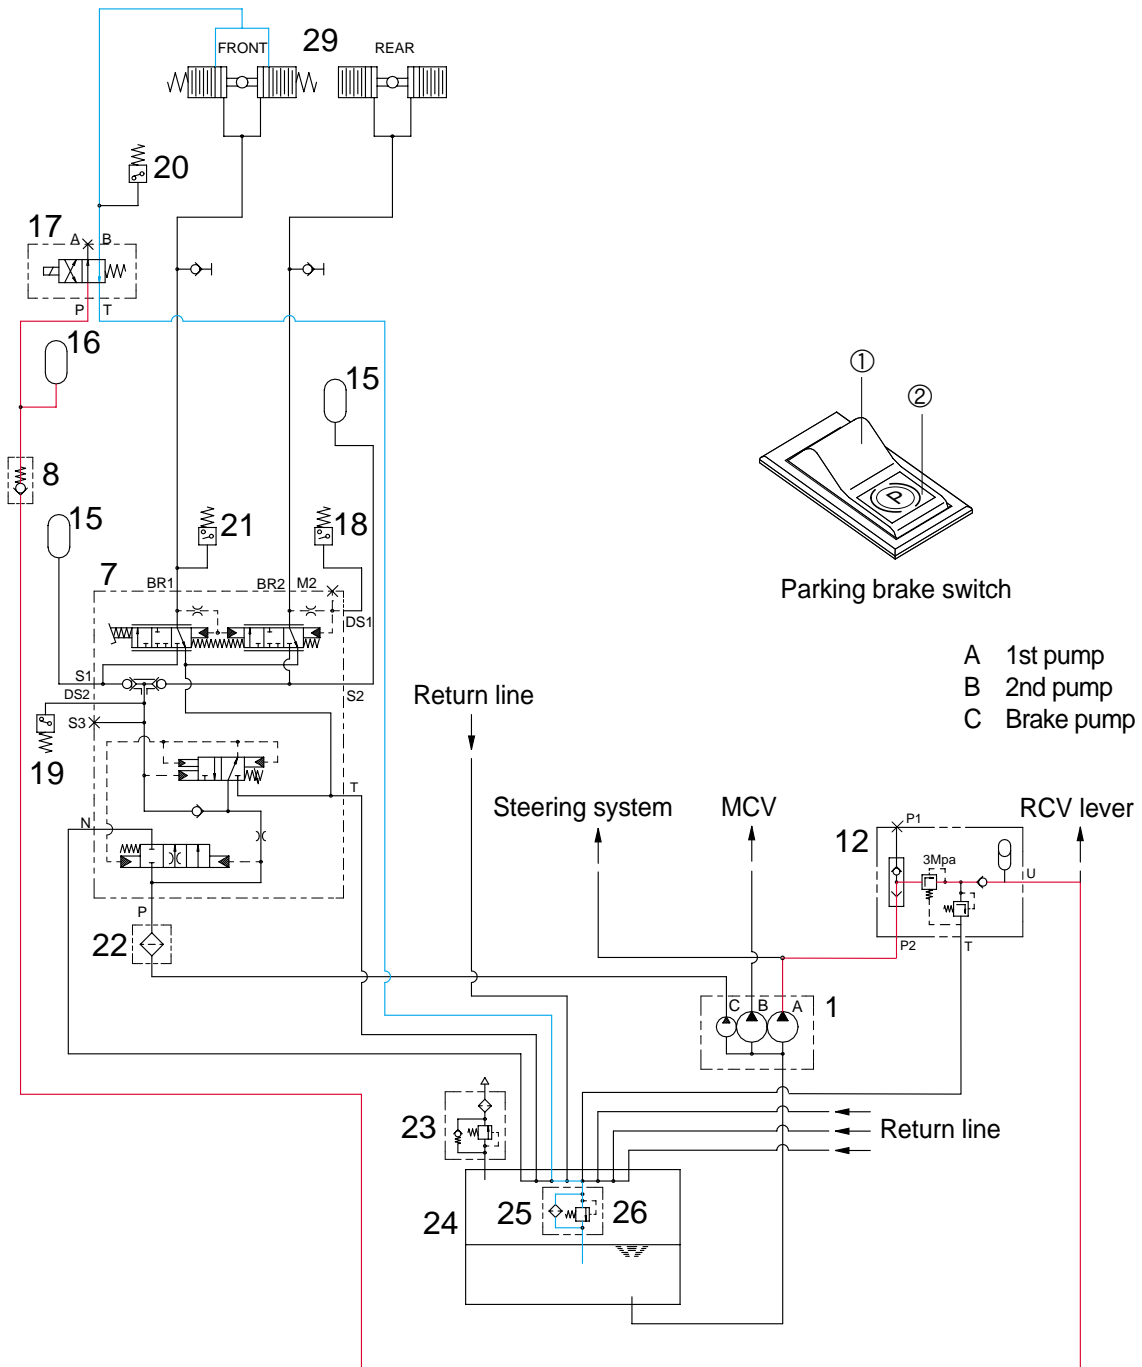 FRONT
29
REAR
20
17
A
B
P
T
16
15
①
②
P
8
15
21
18
Parking brake switch
7
BR1
BR2
M2
DS1
A 1st pump
B 2nd pump
C Brake pump
S1
DS2
S2
S3
19
Return line
T
N
Steering system
MCV
RCV lever
12
P1
3Mpa
U
P
22
P2
T
C
B
A
1
23
Return line
24
25
26